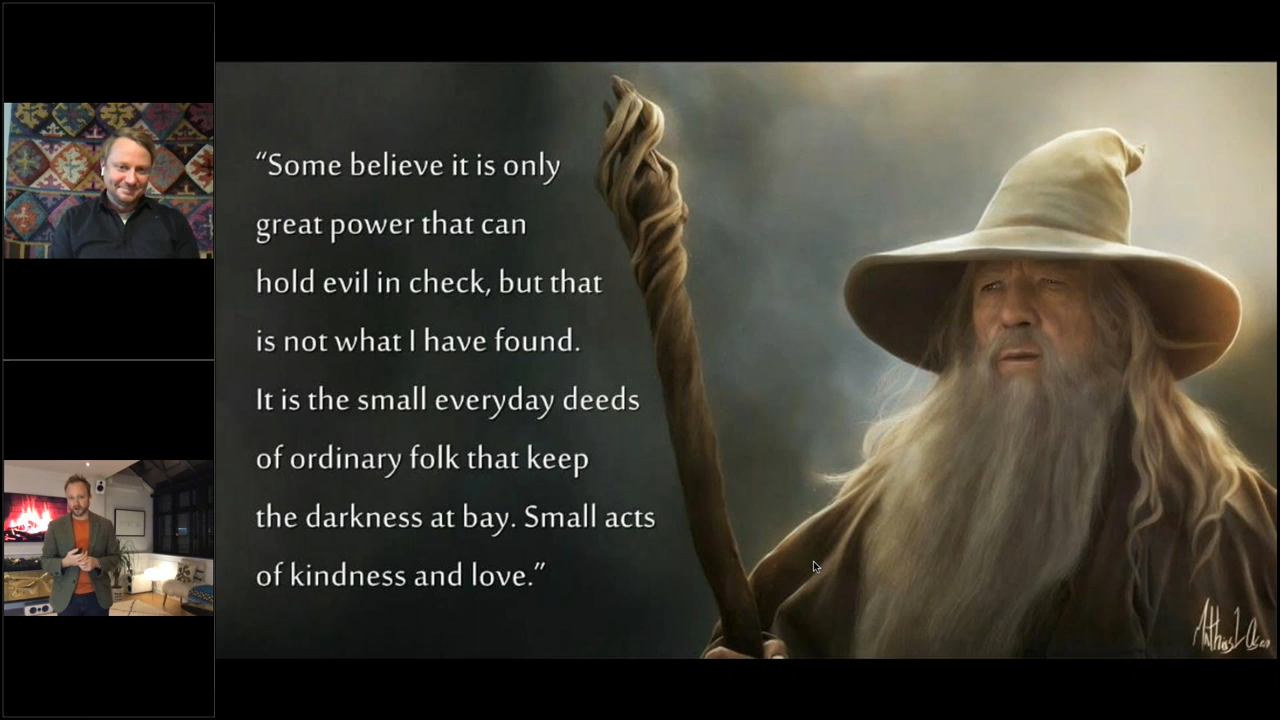 “Some believe it is only
great power that can
hold evil in check, but that
is not what I have found.
It is the small everyday deeds
of ordinary folk that keep
the darkness at bay. Small acts
of kindness and love.”